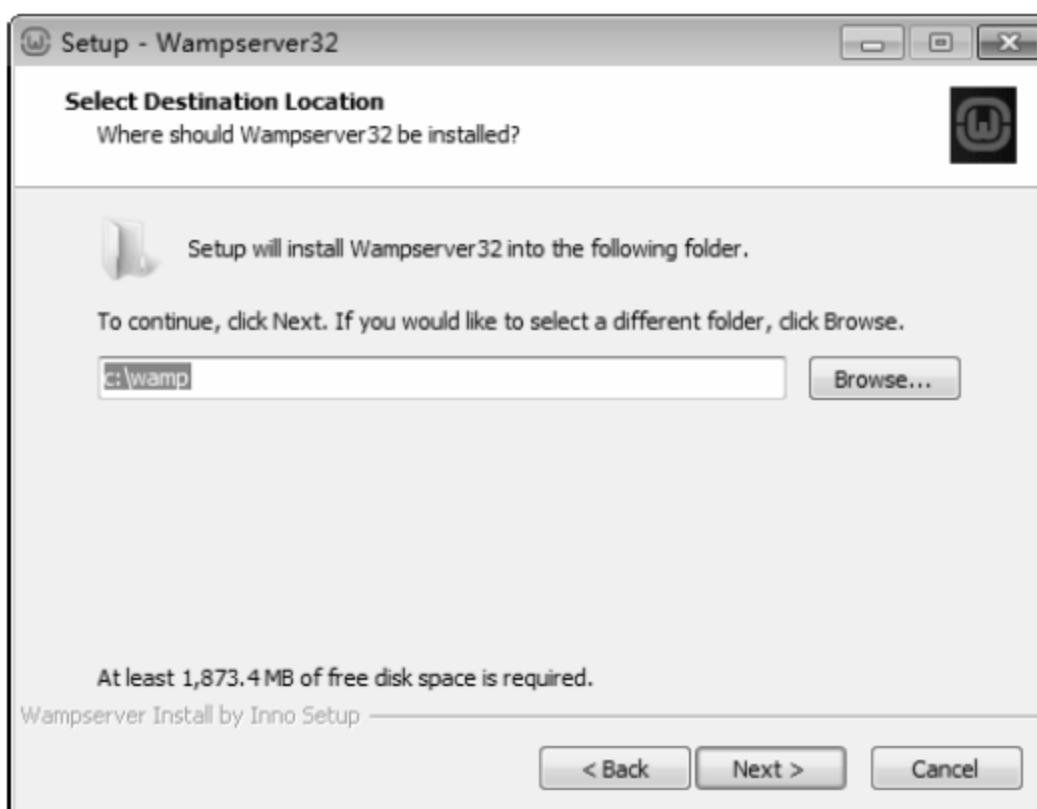 Setup - Wampserver32
Select Destination Location
Where should Wampserver32 be installed?
Setup will install Wampserver32 into the following folder.
To continue, click Next. If you would like to select a different folder, click Browse.
c:\wamp
Browse...
At least 1,873.4 MB of free disk space is required.
Wampserver Install by Inno Setup
< Back Next > Cancel